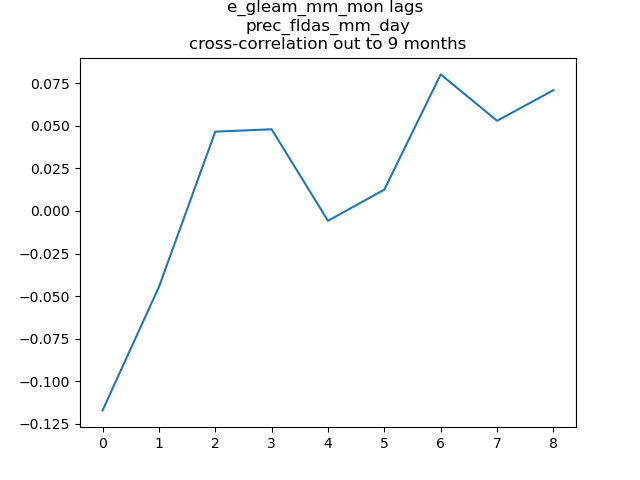 e_gleam_mm_mon lags
prec_fldas_mm_day
cross-correlation out to 9 months
0.075
0.050
0.025
0.000
−0.025
−0.050
−0.075
−0.100
−0.125
0 1 2 3 4 5 6 7 8